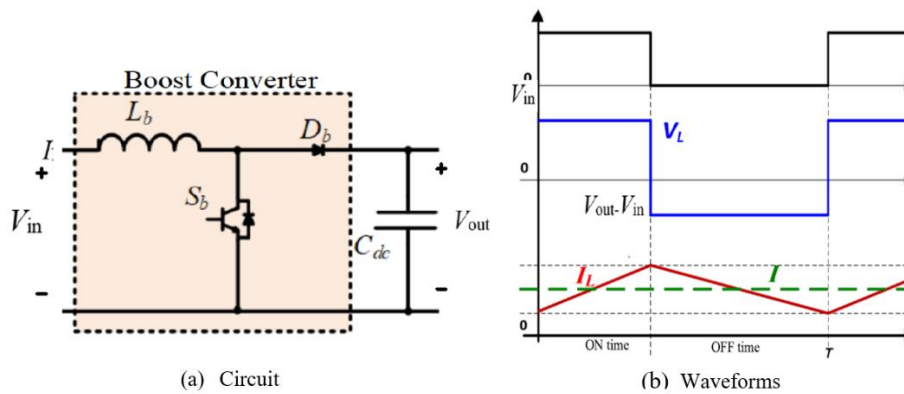 Boost Converter
L_b
D_b
I
+
+
S_b
V_in
V_out
C_dc
−
−
(a) Circuit
V_in
V_L
0
V_out-V_in
I_L
I
0
ON time
OFF time
T
(b) Waveforms